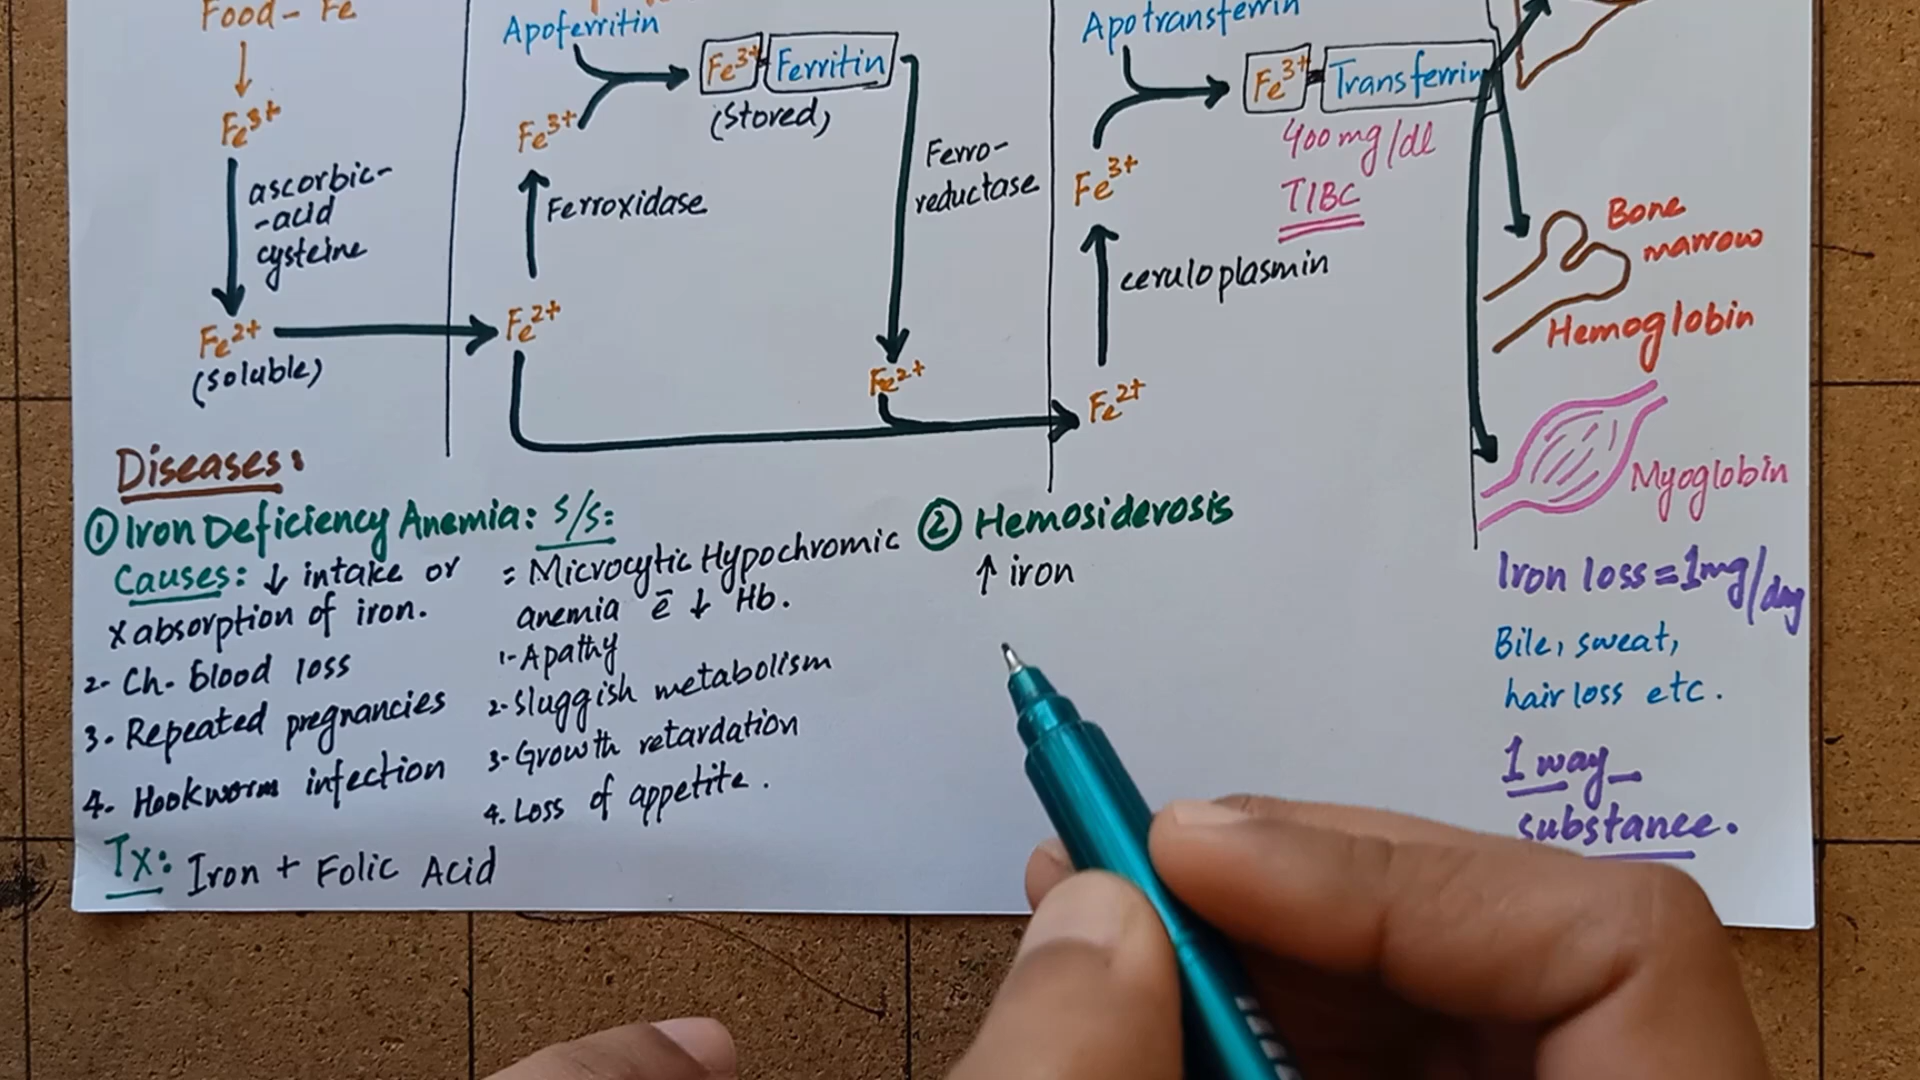 Food - Fe
Fe3+
ascorbic-
-acid
cysteine
Fe2+
(soluble)
Apoferritin
Fe3+
Fe3+ Ferritin
(stored)
Ferroxidase
Ferro-
reductase
Fe2+
Fe2+
Apotransferrin
Fe3+ Transferrin
400mg/dl
TIBC
Fe3+
ceruloplasmin
Fe2+
Bone
marrow
Hemoglobin
Myoglobin
Iron loss = 1mg/day
Bile, sweat,
hair loss etc.
1 way
substance.
Diseases:
① Iron Deficiency Anemia:
Causes: ↓ intake or
x absorption of iron.
2- Ch. blood loss
3. Repeated pregnancies
4. Hookworm infection
Tx: Iron + Folic Acid
S/S:
= Microcytic Hypochromic
anemia ē ↓ Hb.
1- Apathy
2- Sluggish metabolism
3- Growth retardation
4. Loss of appetite.
② Hemosiderosis
↑ iron